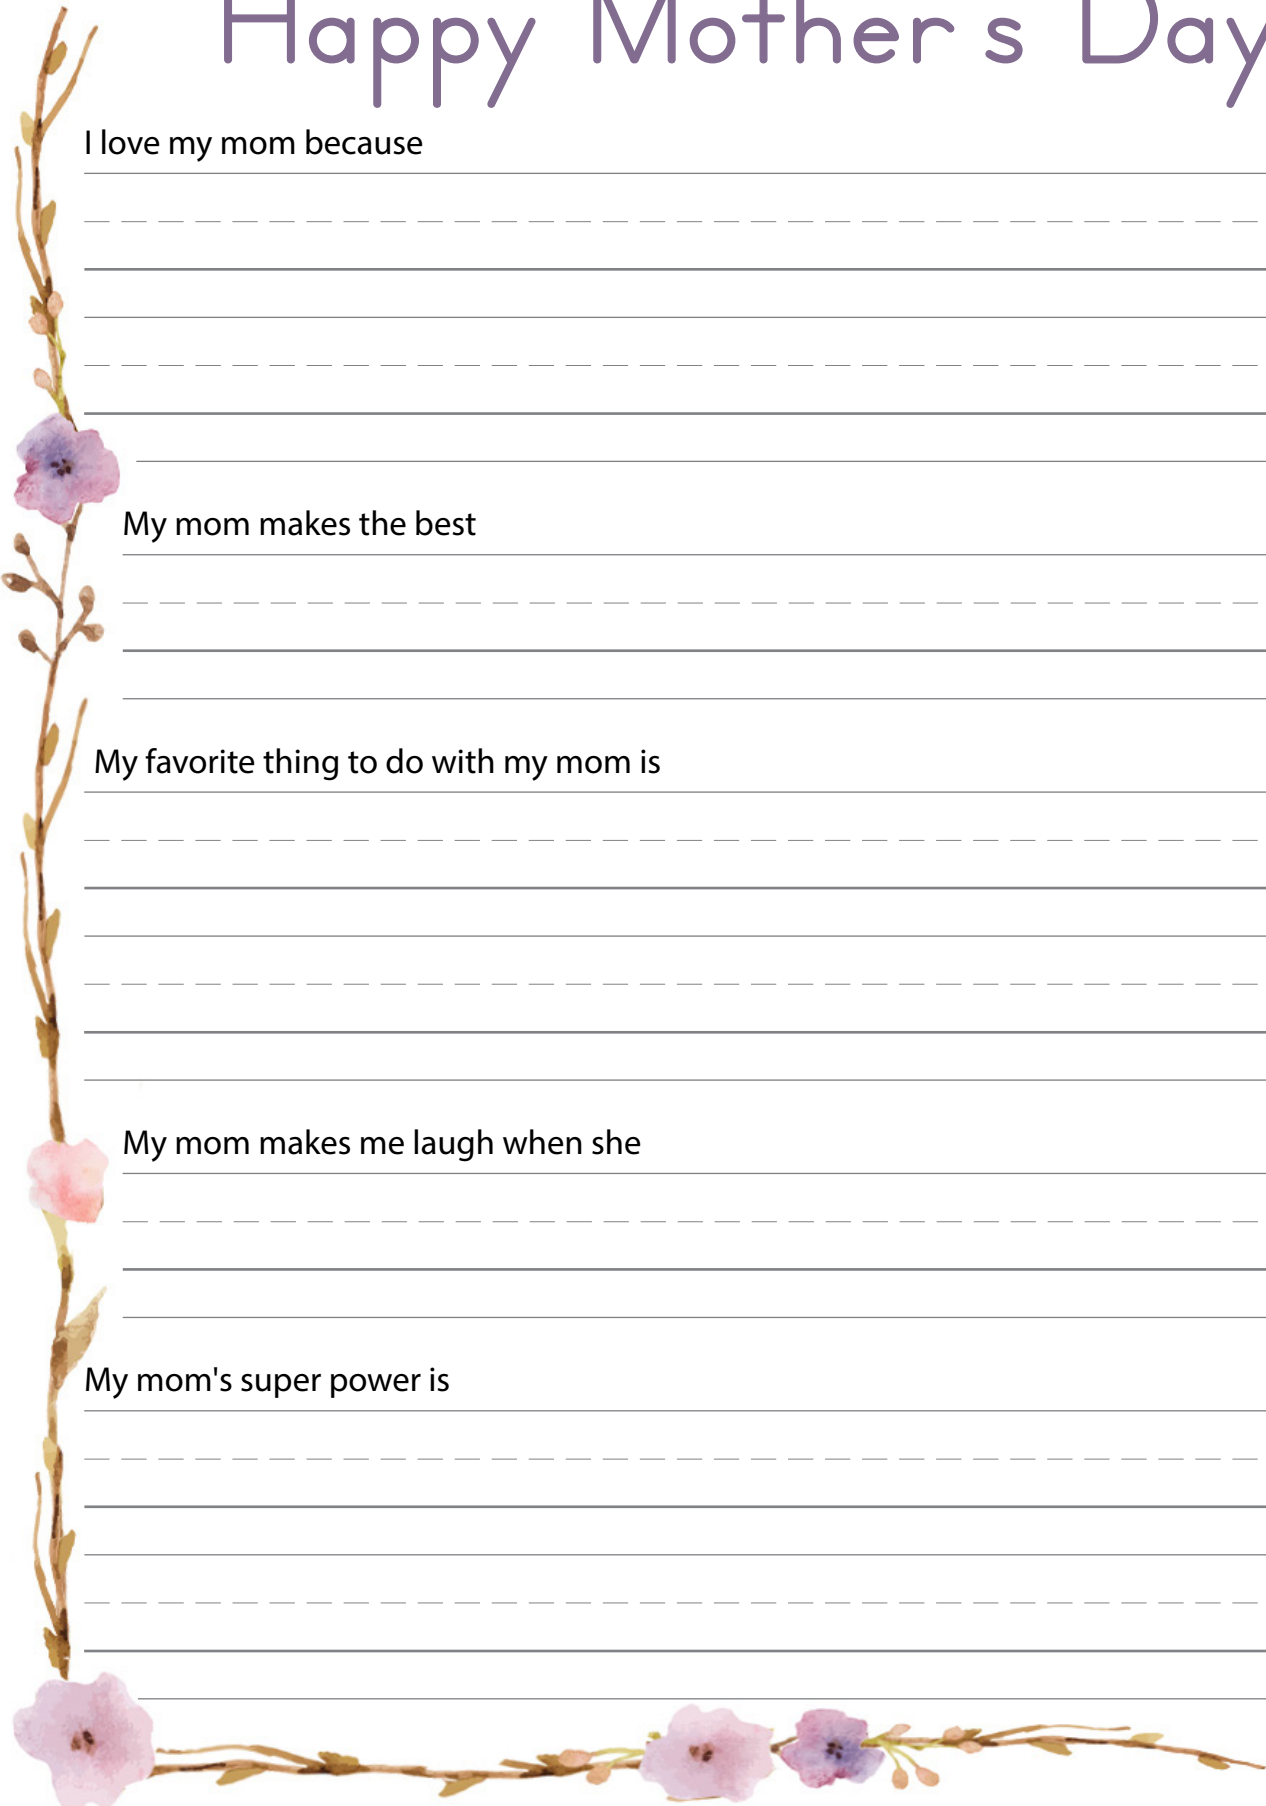 Happy Mother s Day
I love my mom because
My mom makes the best
My favorite thing to do with my mom is
My mom makes me laugh when she
My mom's super power is